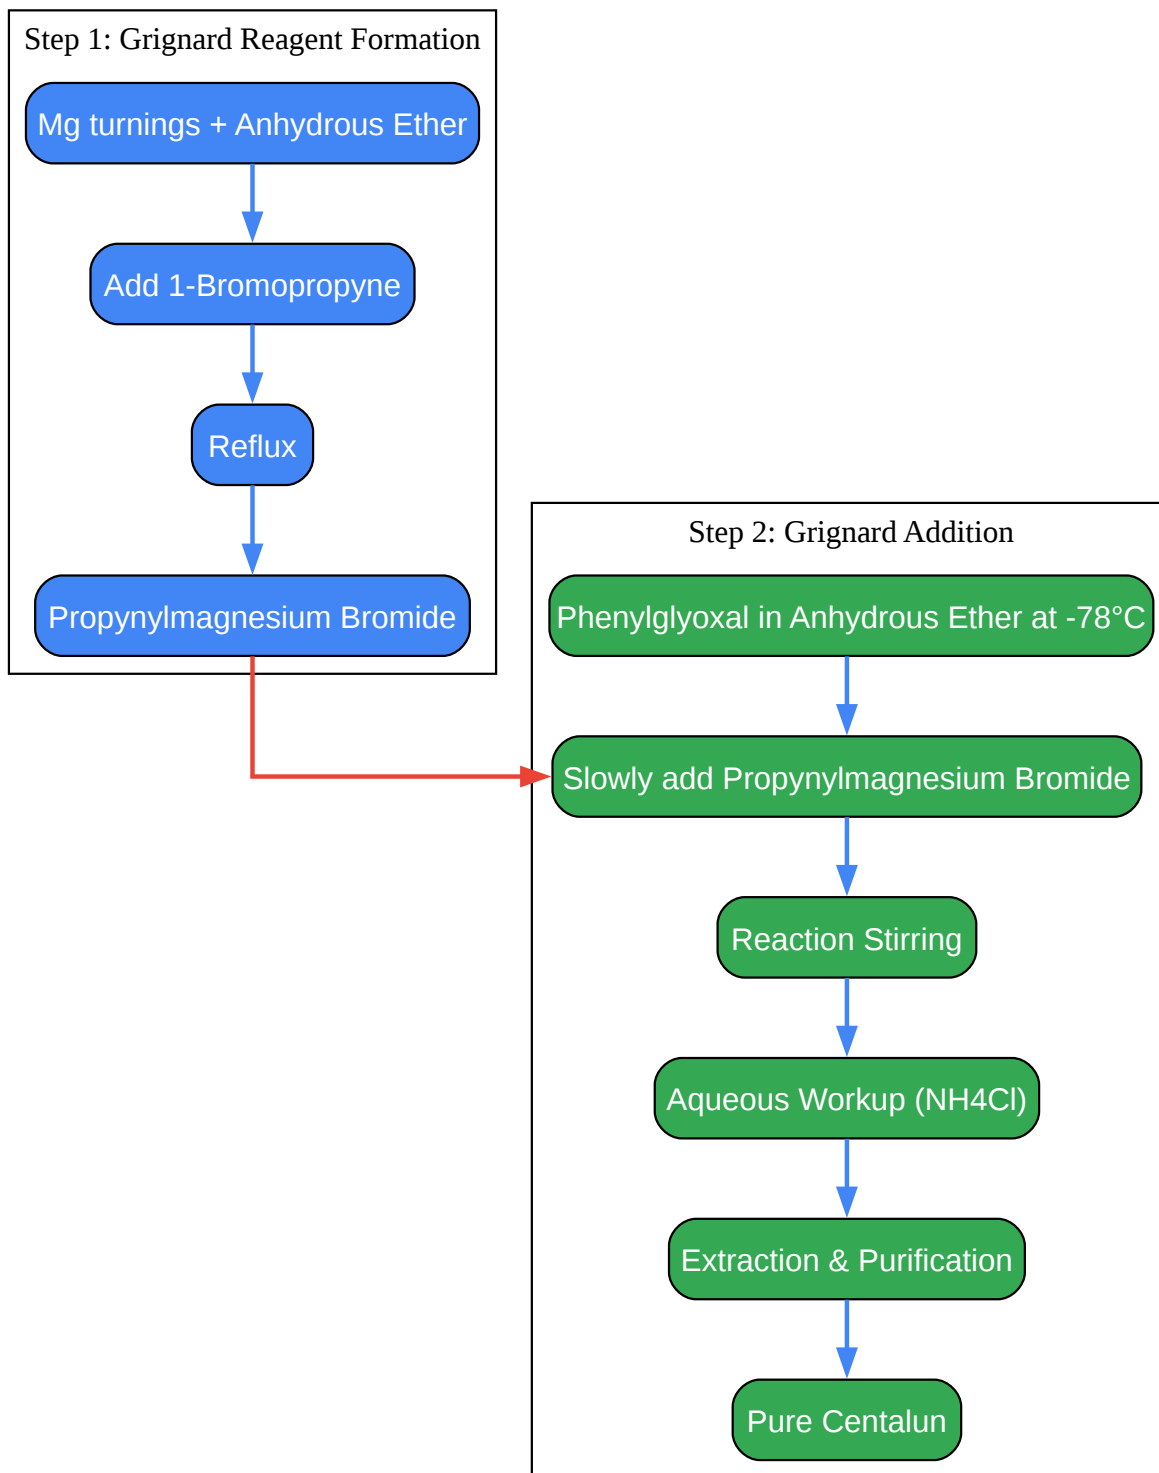 Step 1: Grignard Reagent Formation
Mg turnings + Anhydrous Ether
Add 1-Bromopropyne
Reflux
Propynylmagnesium Bromide
Step 2: Grignard Addition
Phenylglyoxal in Anhydrous Ether at -78°C
Slowly add Propynylmagnesium Bromide
Reaction Stirring
Aqueous Workup (NH4Cl)
Extraction & Purification
Pure Centalun